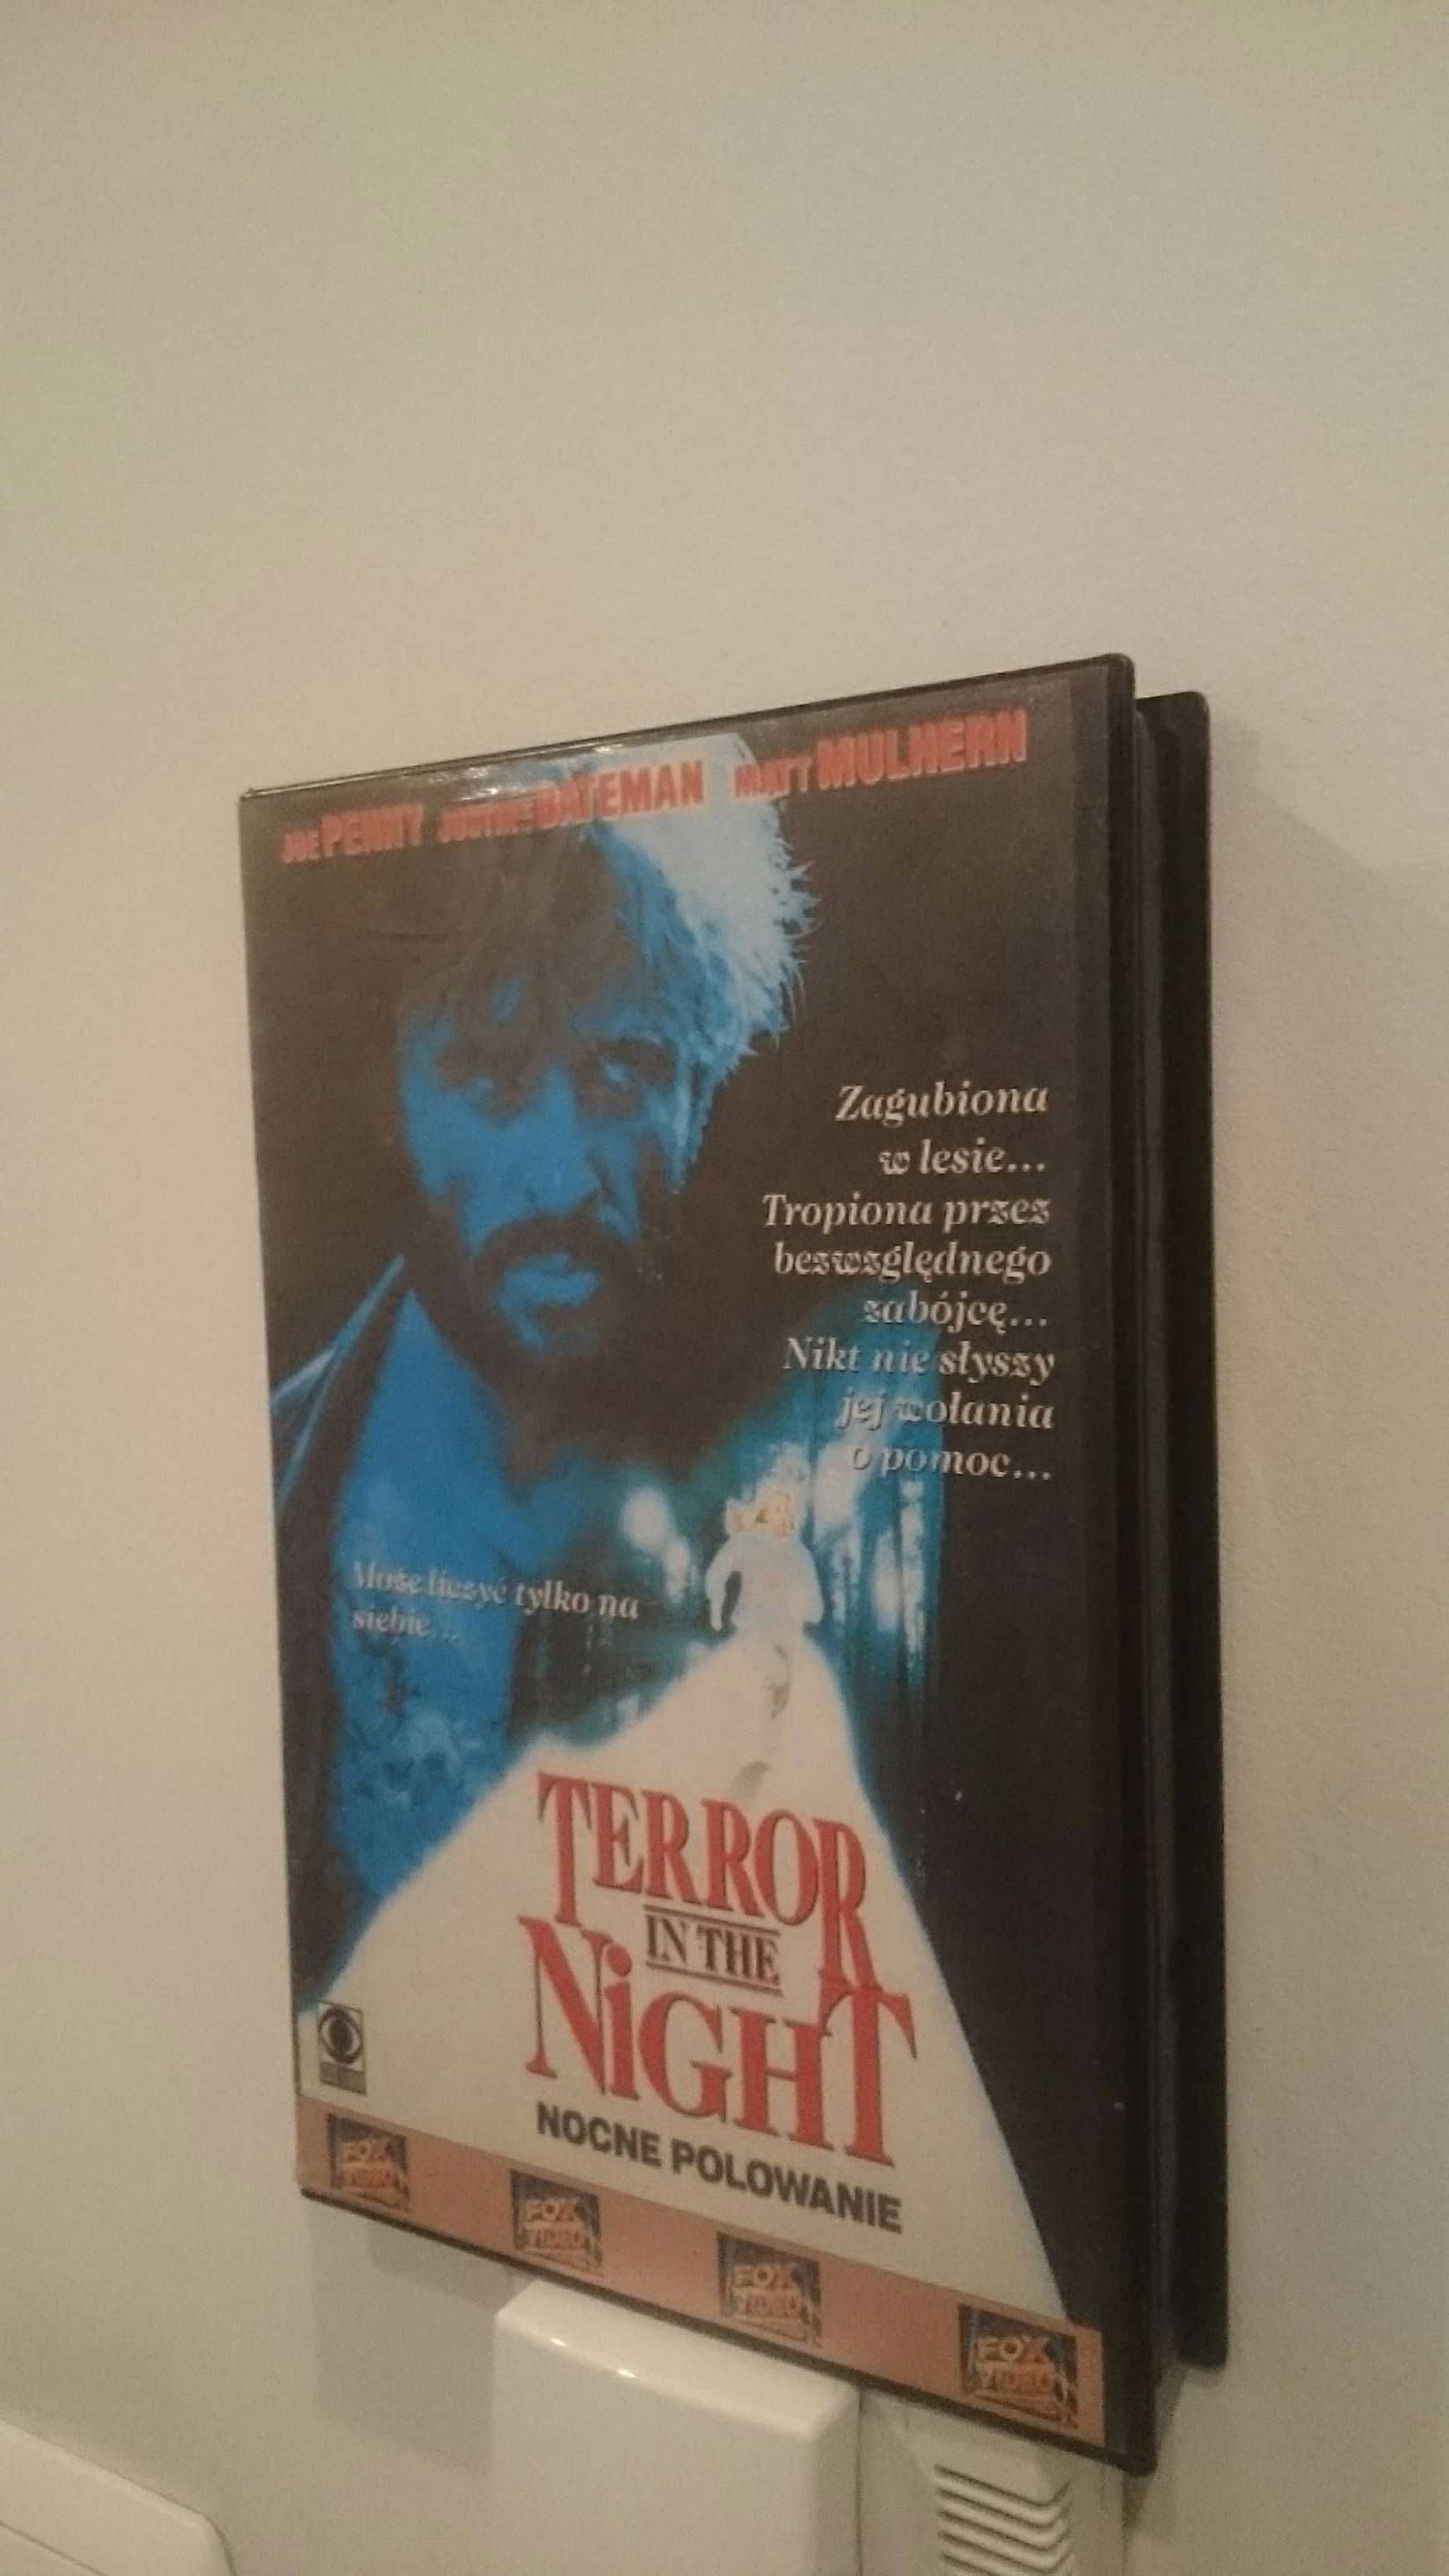 JOE PENNY JUSTINE BATEMAN MATT MULHERN
Zagubiona
w lesie...
Tropiona przez
bezwzględnego
zabójcę...
Nikt nie słyszy
jej wołania
o pomoc...
Może liczyć tylko na
siebie...
TERROR
IN THE
NiGHT
NOCNE POLOWANIE
FOX
VIDEO
FOX
VIDEO
FOX
VIDEO
FOX
VIDEO